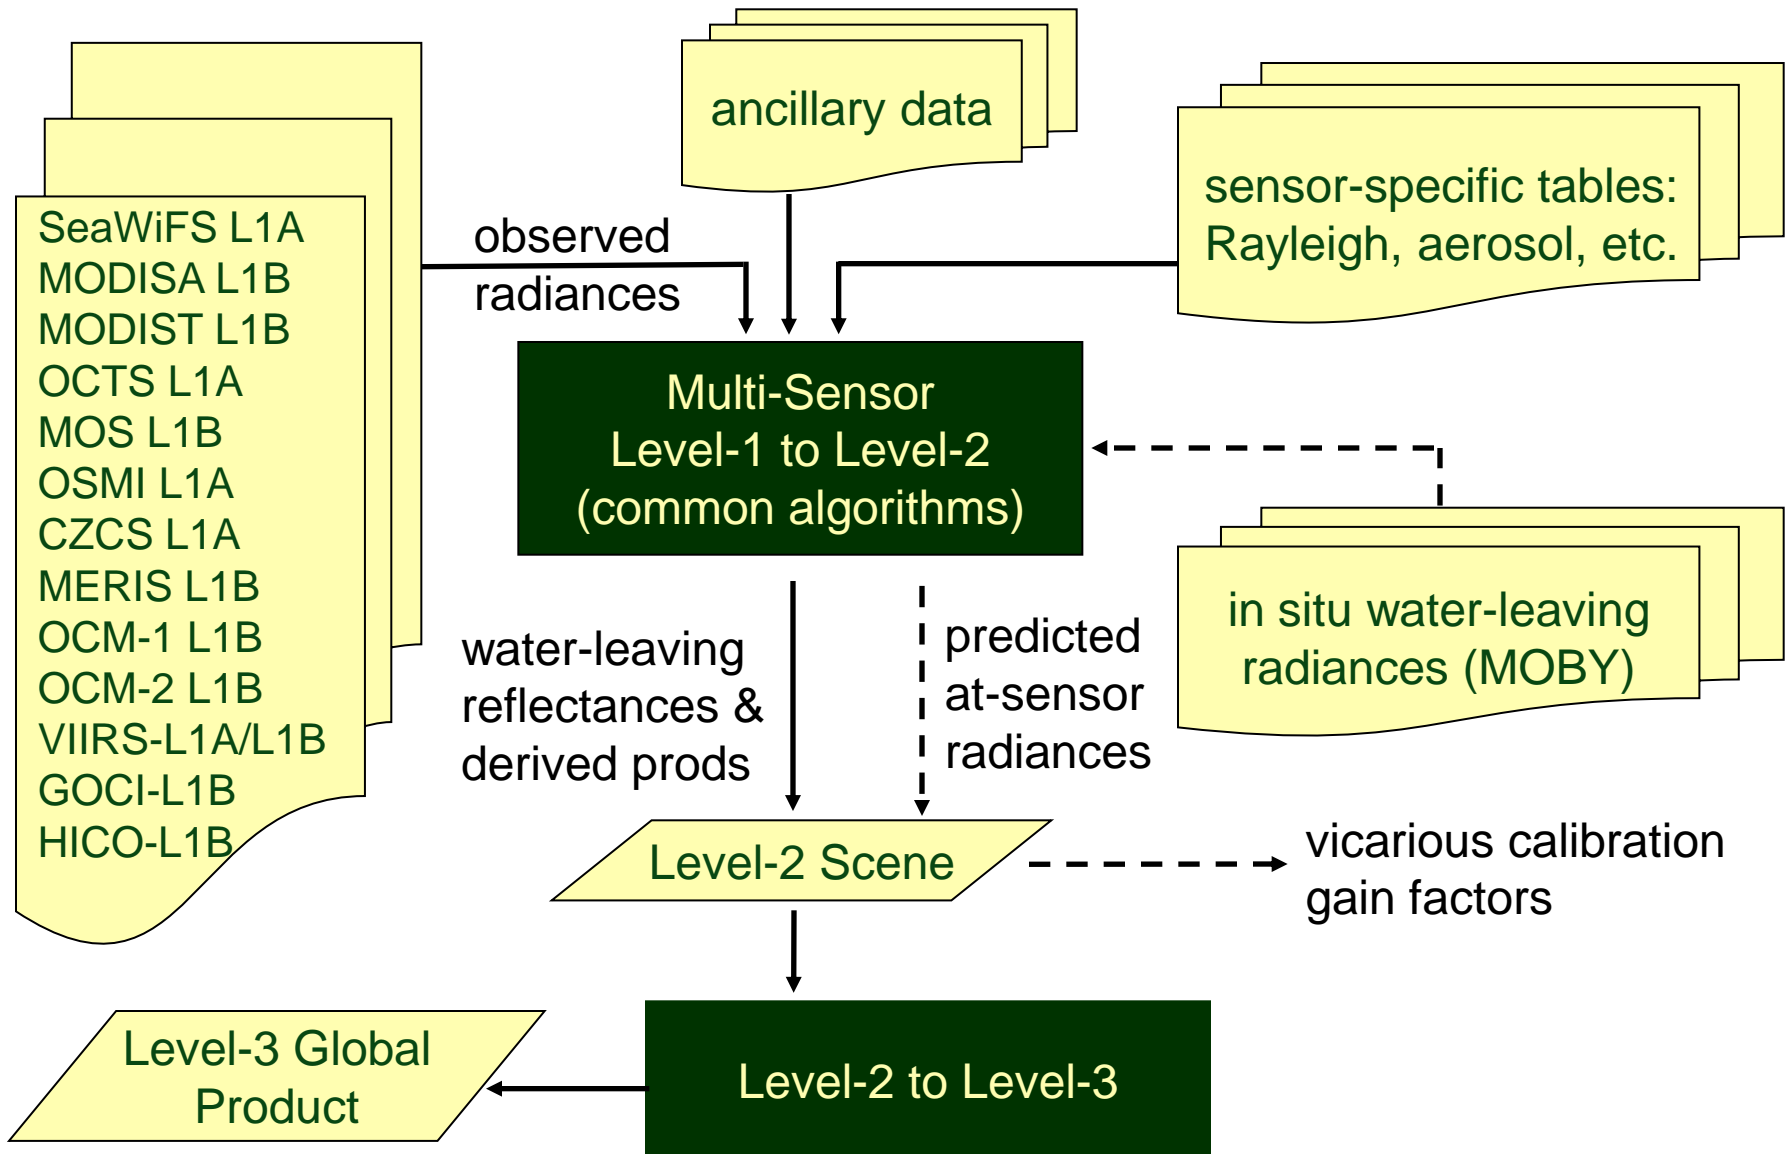 ancillary data
sensor-specific tables:
Rayleigh, aerosol, etc.
SeaWiFS L1A
MODISA L1B
MODIST L1B
OCTS L1A
MOS L1B
OSMI L1A
CZCS L1A
MERIS L1B
OCM-1 L1B
OCM-2 L1B
VIIRS-L1A/L1B
GOCI-L1B
HICO-L1B
observed
radiances
Multi-Sensor
Level-1 to Level-2
(common algorithms)
in situ water-leaving
radiances (MOBY)
water-leaving
reflectances &
derived prods
predicted
at-sensor
radiances
Level-2 Scene
vicarious calibration
gain factors
Level-3 Global
Product
Level-2 to Level-3